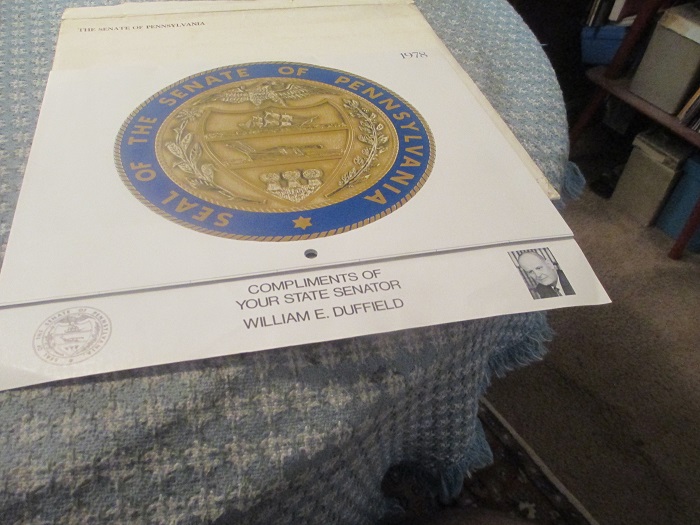 THE SENATE OF PENNSYLVANIA
1978
SEAL OF THE SENATE OF PENNSYLVANIA
COMPLIMENTS OF
YOUR STATE SENATOR
WILLIAM E. DUFFIELD